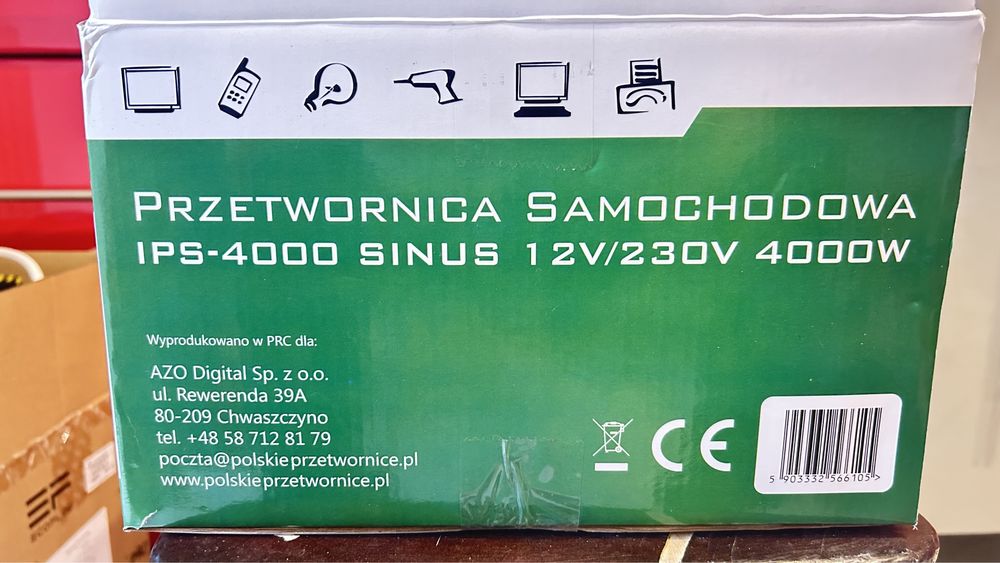 PRZETWORNICA SAMOCHODOWA
IPS-4000 SINUS 12V/230V 4000W
Wyprodukowano w PRC dla:
AZO Digital Sp. z o.o.
ul. Rewerenda 39A
80-209 Chwaszczyno
tel. +48 58 712 81 79
poczta@polskieprzetwornice.pl
www.polskieprzetwornice.pl
CE
5 903332 566105 >
EF